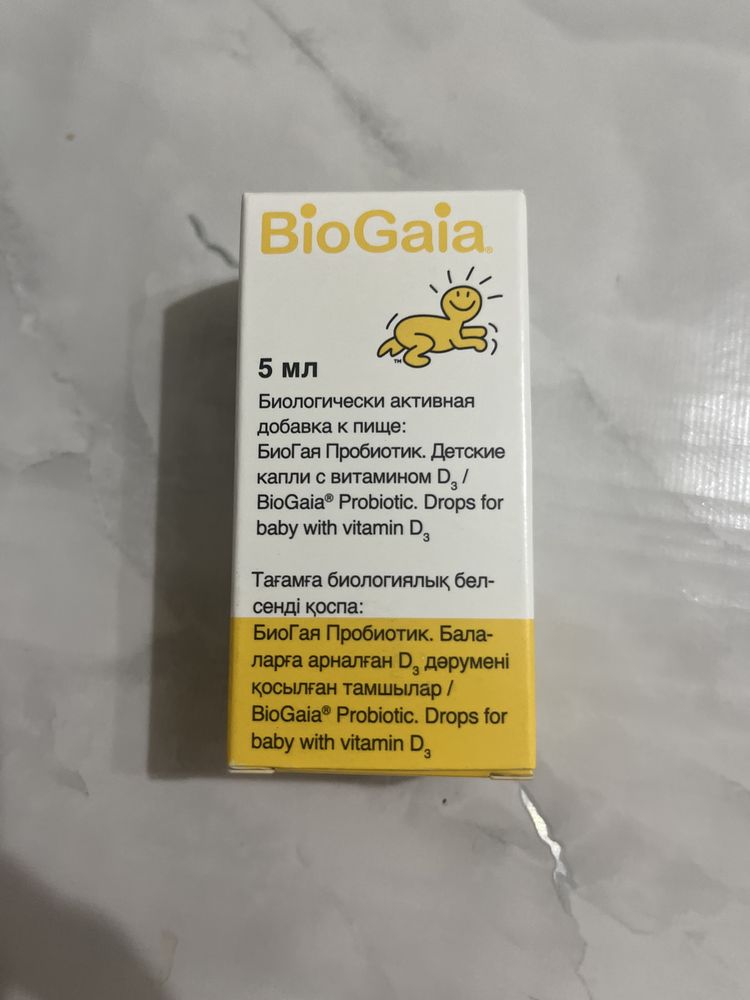 BioGaia®
™
5 мл
Биологически активная
добавка к пище:
БиоГая Пробиотик. Детские
капли с витамином D₃ /
BioGaia® Probiotic. Drops for
baby with vitamin D₃
Тағамға биологиялық бел-
сенді қоспа:
БиоГая Пробиотик. Бала-
ларға арналған D₃ дәрумені
қосылған тамшылар /
BioGaia® Probiotic. Drops for
baby with vitamin D₃